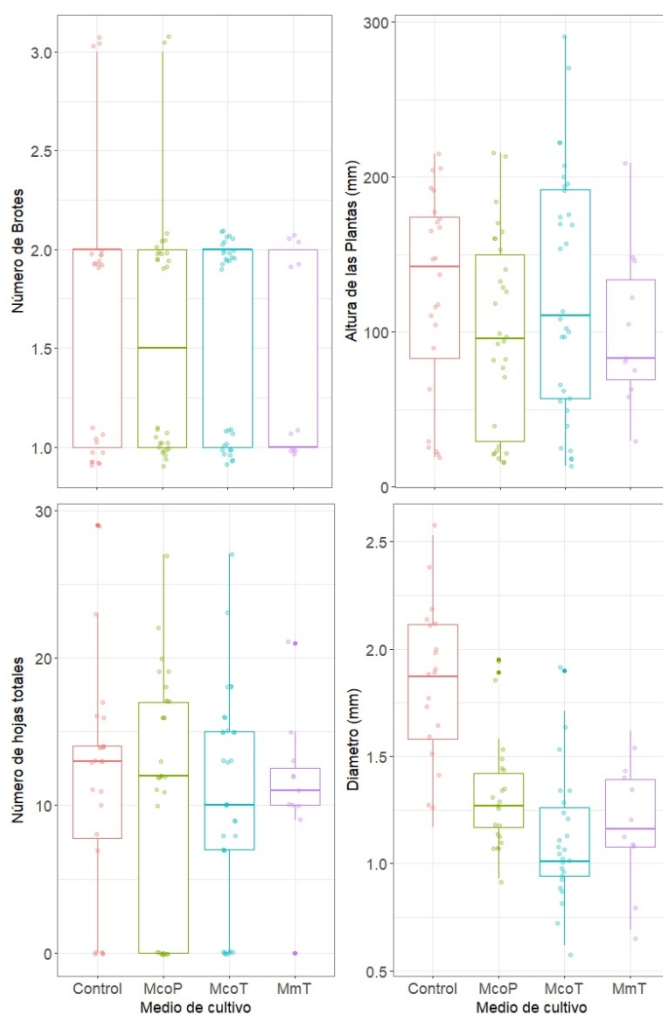 Número de Brotes
3.0
2.5
2.0
1.5
1.0
Altura de las Plantas (mm)
300
200
100
0
Número de hojas totales
30
20
10
0
Control McoP McoT MmT
Medio de cultivo
Diametro (mm)
2.5
2.0
1.5
1.0
0.5
Control McoP McoT MmT
Medio de cultivo